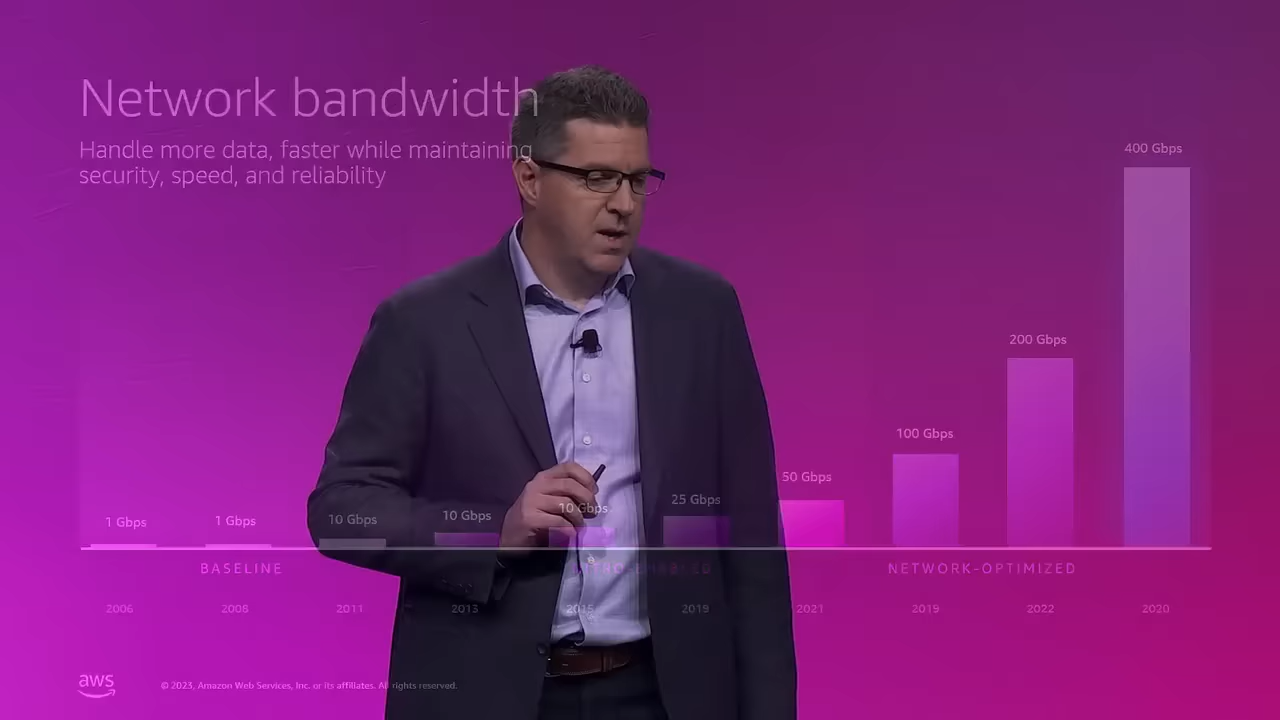 Network bandwidth
Handle more data, faster while maintaining
security, speed, and reliability
400 Gbps
200 Gbps
100 Gbps
50 Gbps
25 Gbps
10 Gbps
10 Gbps
10 Gbps
1 Gbps
1 Gbps
BASELINE
NITRO-ENABLED
NETWORK-OPTIMIZED
2006 2008 2011 2013 2015 2019 2021 2019 2022 2020
aws
© 2023, Amazon Web Services, Inc. or its affiliates. All rights reserved.